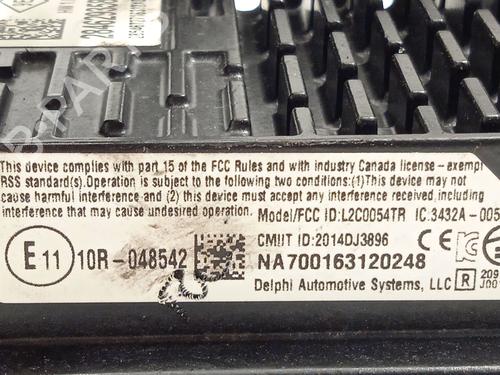 This device complies with part 15 of the FCC Rules and with industry Canada license-exempt
RSS standard(s).Operation is subject to the following two conditions:(1)This device may not
cause harmful interference and (2) this device must accept any interference
that may cause undesired operation.
Model/FCC ID:L2C0054TR IC:3432A-005
E11 10R-048542
CMIIT ID:2014DJ3896 CE
NA700163120248
Delphi Automotive Systems, LLC R 209